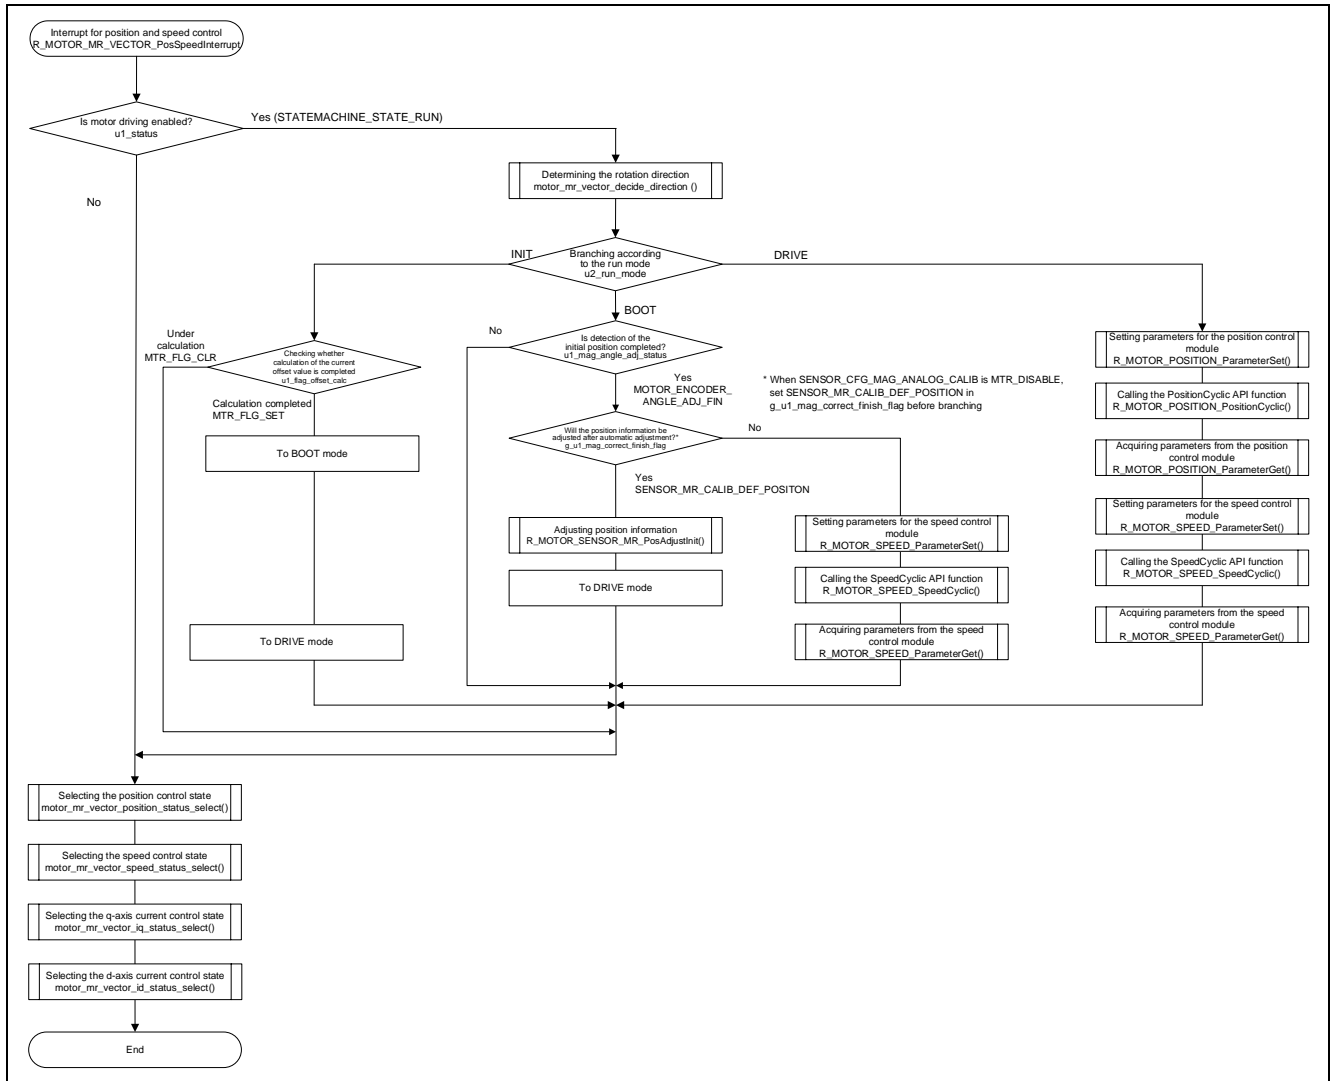 Interrupt for position and speed control
R_MOTOR_MR_VECTOR_PosSpeedInterrupt
Is motor driving enabled?
u1_status
Yes (STATEMACHINE_STATE_RUN)
No
Determining the rotation direction
motor_mr_vector_decide_direction ()
INIT
Branching according
to the run mode
u2_run_mode
DRIVE
BOOT
Under
calculation
MTR_FLG_CLR
Checking whether
calculation of the current
offset value is completed
u1_flag_offset_calc
Calculation completed
MTR_FLG_SET
To BOOT mode
To DRIVE mode
No
Is detection of the
initial position completed?
u1_mag_angle_adj_status
Yes
MOTOR_ENCODER_
ANGLE_ADJ_FIN
* When SENSOR_CFG_MAG_ANALOG_CALIB is MTR_DISABLE,
set SENSOR_MR_CALIB_DEF_POSITION in
g_u1_mag_correct_finish_flag before branching
Will the position information be
adjusted after automatic adjustment?*
g_u1_mag_correct_finish_flag
No
Yes
SENSOR_MR_CALIB_DEF_POSITON
Adjusting position information
R_MOTOR_SENSOR_MR_PosAdjustInit()
To DRIVE mode
Setting parameters for the speed control
module
R_MOTOR_SPEED_ParameterSet()
Calling the SpeedCyclic API function
R_MOTOR_SPEED_SpeedCyclic()
Acquiring parameters from the speed
control module
R_MOTOR_SPEED_ParameterGet()
Setting parameters for the position control
module
R_MOTOR_POSITION_ParameterSet()
Calling the PositionCyclic API function
R_MOTOR_POSITION_PositionCyclic()
Acquiring parameters from the position
control module
R_MOTOR_POSITION_ParameterGet()
Setting parameters for the speed control
module
R_MOTOR_SPEED_ParameterSet()
Calling the SpeedCyclic API function
R_MOTOR_SPEED_SpeedCyclic()
Acquiring parameters from the speed
control module
R_MOTOR_SPEED_ParameterGet()
Selecting the position control state
motor_mr_vector_position_status_select()
Selecting the speed control state
motor_mr_vector_speed_status_select()
Selecting the q-axis current control state
motor_mr_vector_iq_status_select()
Selecting the d-axis current control state
motor_mr_vector_id_status_select()
End